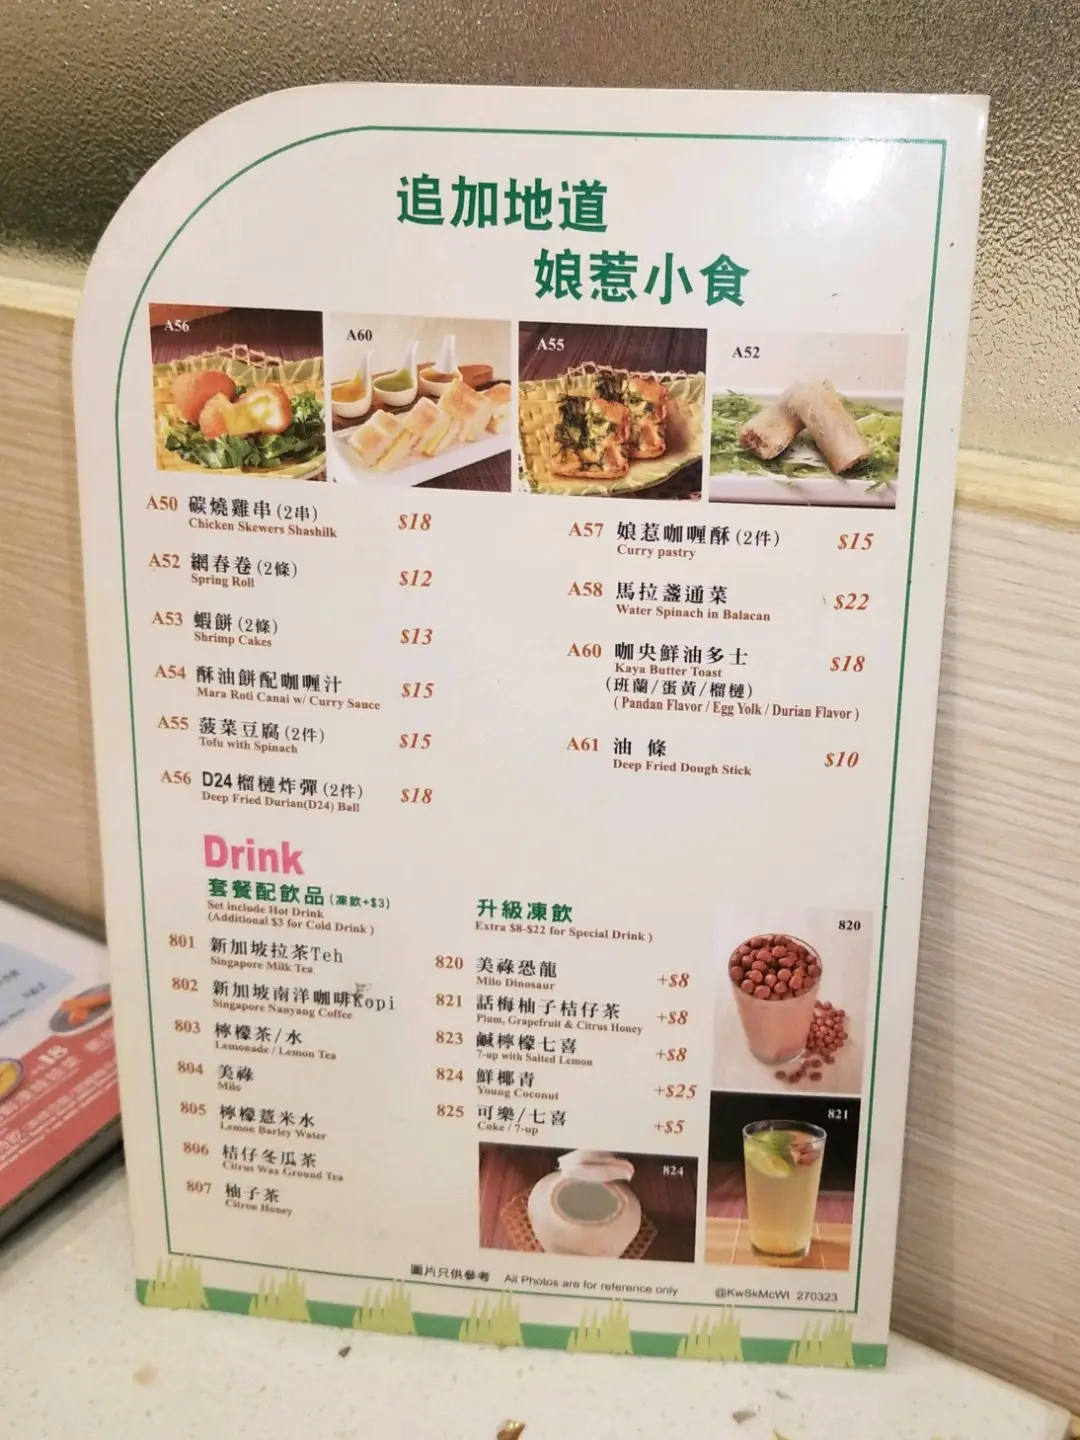 追加地道
娘惹小食
A56
A60
A55
A52
A50 碳燒雞串(2串) $18
Chicken Skewers Shashilk
A52 網春卷(2條) $12
Spring Roll
A53 蝦餅(2條) $13
Shrimp Cakes
A54 酥油餅配咖喱汁 $15
Mara Roti Canai w/ Curry Sauce
A55 菠菜豆腐(2件) $15
Tofu with Spinach
A56 D24榴槤炸彈(2件) $18
Deep Fried Durian(D24) Ball
A57 娘惹咖喱酥(2件) $15
Curry pastry
A58 馬拉盞通菜 $22
Water Spinach in Balacan
A60 咖央鮮油多士 $18
Kaya Butter Toast
(班蘭/蛋黃/榴槤)
( Pandan Flavor / Egg Yolk / Durian Flavor )
A61 油條 $10
Deep Fried Dough Stick
Drink
套餐配飲品(凍飲+$3)
Set include Hot Drink
(Additional $3 for Cold Drink )
801 新加坡拉茶Teh
Singapore Milk Tea
802 新加坡南洋咖啡Kopi
Singapore Nanyang Coffee
803 檸檬茶/水
Lemonade / Lemon Tea
804 美祿
Milo
805 檸檬薏米水
Lemon Barley Water
806 桔仔冬瓜茶
Citrus Wax Ground Tea
807 柚子茶
Citron Honey
升級凍飲
Extra $8-$22 for Special Drink )
820 美祿恐龍 +$8
Milo Dinosaur
821 話梅柚子桔仔茶 +$8
Plum, Grapefruit & Citrus Honey
823 鹹檸檬七喜 +$8
7-up with Salted Lemon
824 鮮椰青 +$25
Young Coconut
825 可樂/七喜 +$5
Coke / 7-up
820
821
824
圖片只供參考 All Photos are for reference only
@KwSkMcWt 270323